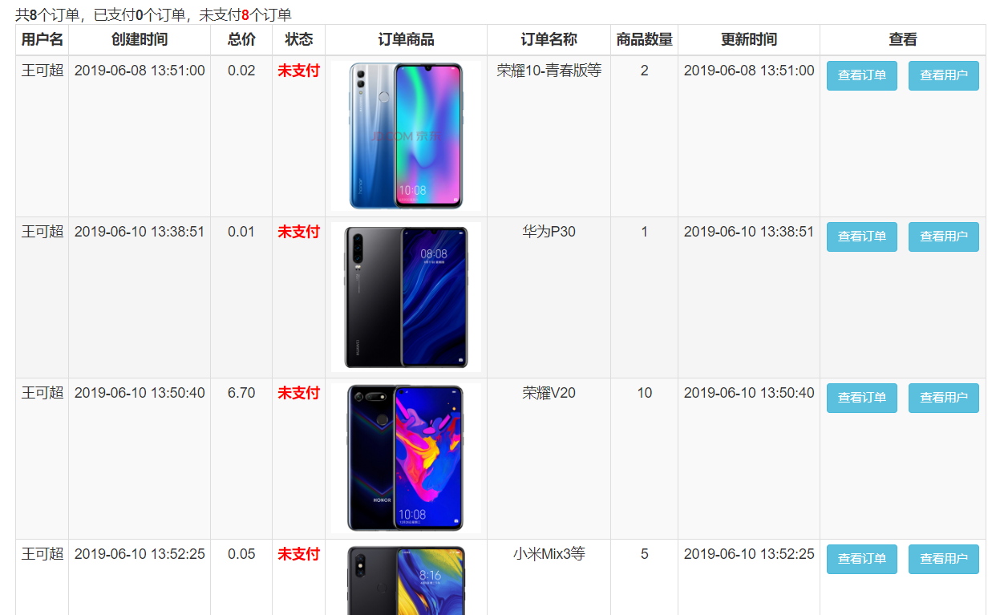 共8个订单，已支付0个订单，未支付8个订单
用户名 创建时间 总价 状态 订单商品 订单名称 商品数量 更新时间 查看
王可超 2019-06-08 13:51:00 0.02 未支付 荣耀10-青春版等 2 2019-06-08 13:51:00 查看订单 查看用户
JD.COM 京东
honor
10:08
王可超 2019-06-10 13:38:51 0.01 未支付 华为P30 1 2019-06-10 13:38:51 查看订单 查看用户
08:08
HUAWEI
王可超 2019-06-10 13:50:40 6.70 未支付 荣耀V20 10 2019-06-10 13:50:40 查看订单 查看用户
HONOR
10:08
王可超 2019-06-10 13:52:25 0.05 未支付 小米Mix3等 5 2019-06-10 13:52:25 查看订单 查看用户
8:16